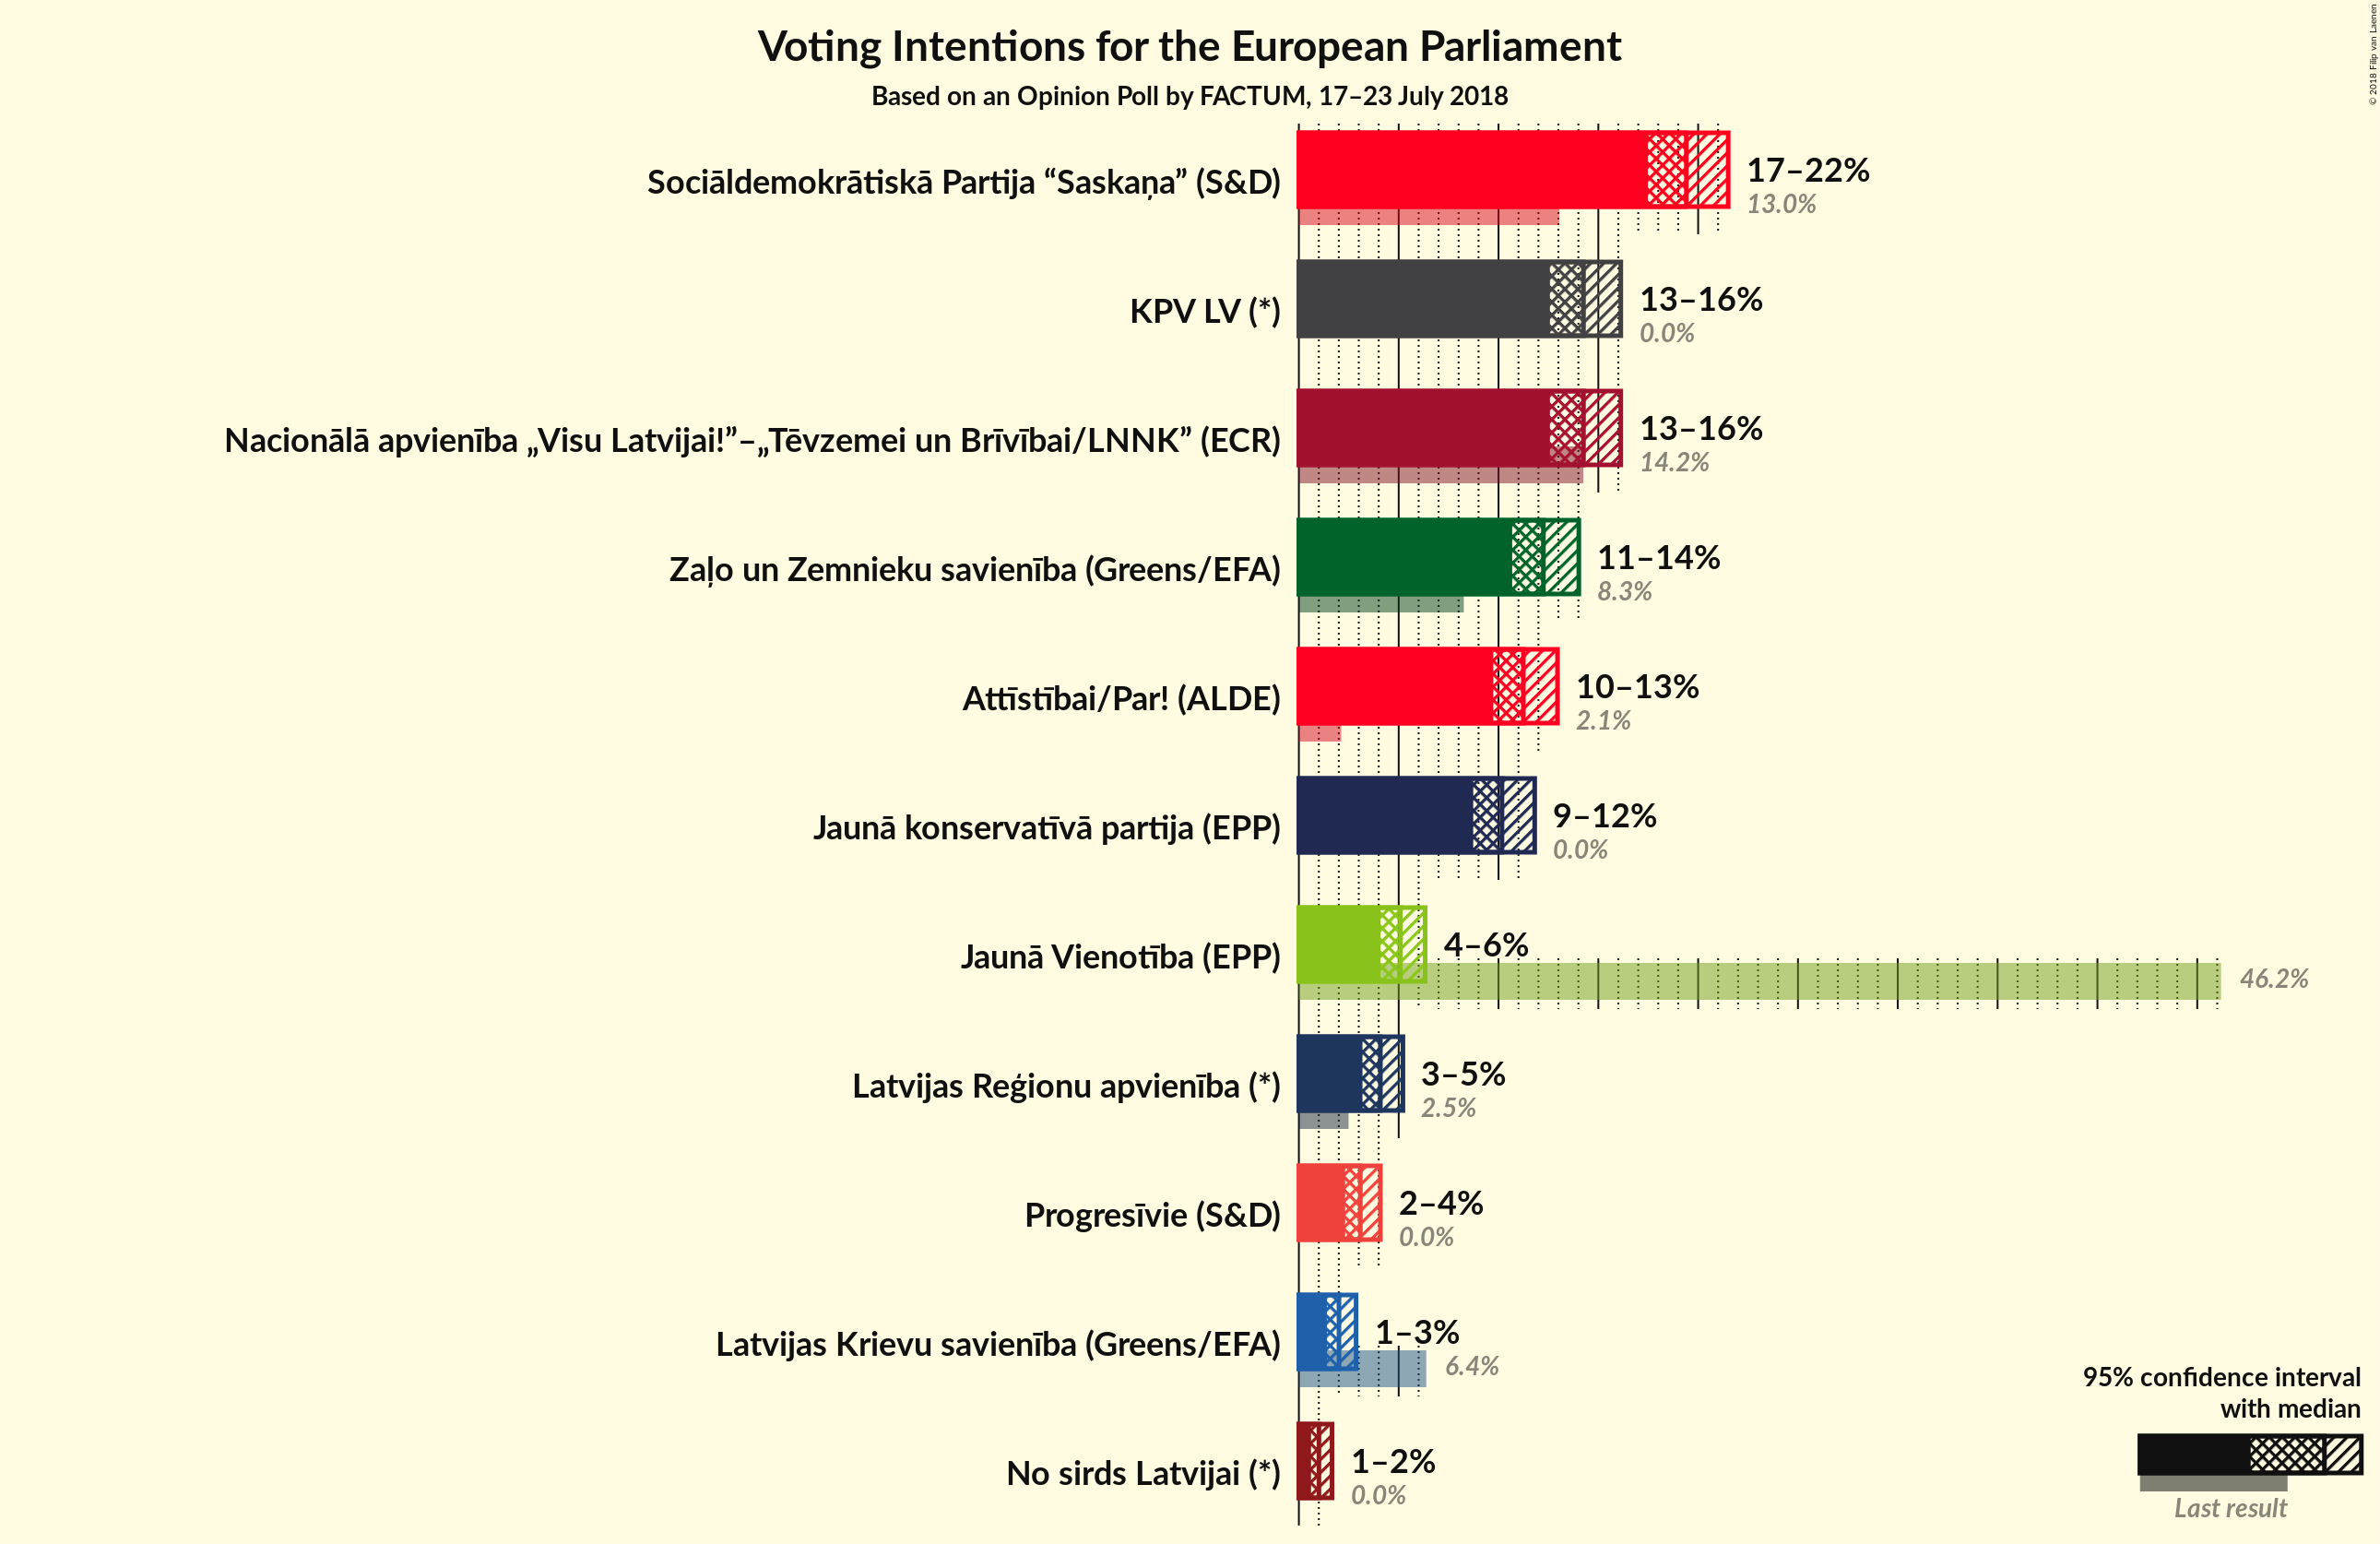 Voting Intentions for the European Parliament
Based on an Opinion Poll by FACTUM, 17–23 July 2018
© 2018 Filip van Laenen
Sociāldemokrātiskā Partija “Saskaņa” (S&D)
17–22%
13.0%
KPV LV (*)
13–16%
0.0%
Nacionālā apvienība „Visu Latvijai!”–„Tēvzemei un Brīvībai/LNNK” (ECR)
13–16%
14.2%
Zaļo un Zemnieku savienība (Greens/EFA)
11–14%
8.3%
Attīstībai/Par! (ALDE)
10–13%
2.1%
Jaunā konservatīvā partija (EPP)
9–12%
0.0%
Jaunā Vienotība (EPP)
4–6%
46.2%
Latvijas Reģionu apvienība (*)
3–5%
2.5%
Progresīvie (S&D)
2–4%
0.0%
Latvijas Krievu savienība (Greens/EFA)
1–3%
6.4%
No sirds Latvijai (*)
1–2%
0.0%
95% confidence interval
with median
Last result